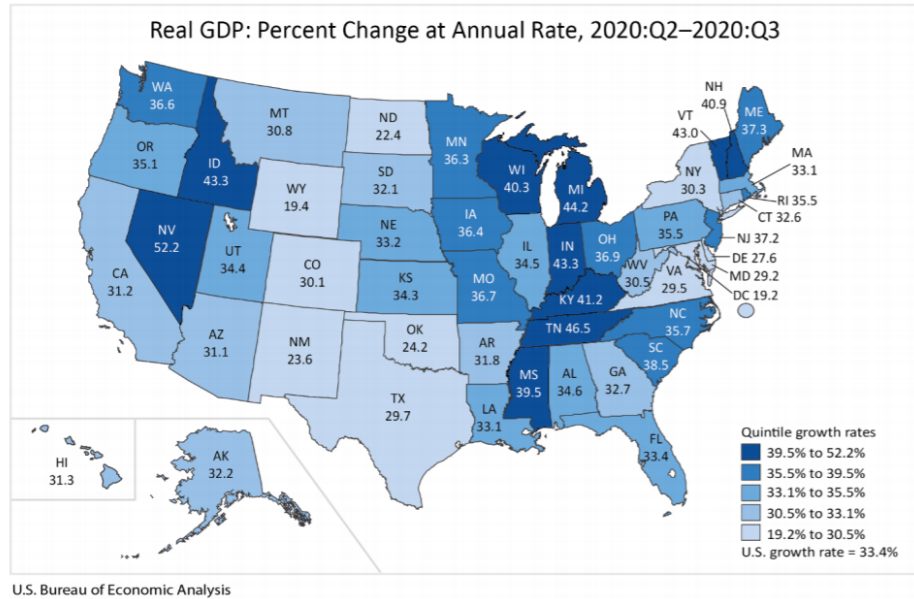 Real GDP: Percent Change at Annual Rate, 2020:Q2–2020:Q3
WA
36.6
OR
35.1
CA
31.2
NV
52.2
ID
43.3
MT
30.8
WY
19.4
UT
34.4
AZ
31.1
CO
30.1
NM
23.6
ND
22.4
SD
32.1
NE
33.2
KS
34.3
OK
24.2
TX
29.7
MN
36.3
IA
36.4
MO
36.7
AR
31.8
LA
33.1
WI
40.3
IL
34.5
MI
44.2
IN
43.3
OH
36.9
KY 41.2
TN 46.5
MS
39.5
AL
34.6
GA
32.7
FL
33.4
SC
38.5
NC
35.7
VA
29.5
WV
30.5
PA
35.5
NY
30.3
VT
43.0
NH
40.9
ME
37.3
MA
33.1
RI 35.5
CT 32.6
NJ 37.2
DE 27.6
MD 29.2
DC 19.2
HI
31.3
AK
32.2
Quintile growth rates
39.5% to 52.2%
35.5% to 39.5%
33.1% to 35.5%
30.5% to 33.1%
19.2% to 30.5%
U.S. growth rate = 33.4%
U.S. Bureau of Economic Analysis